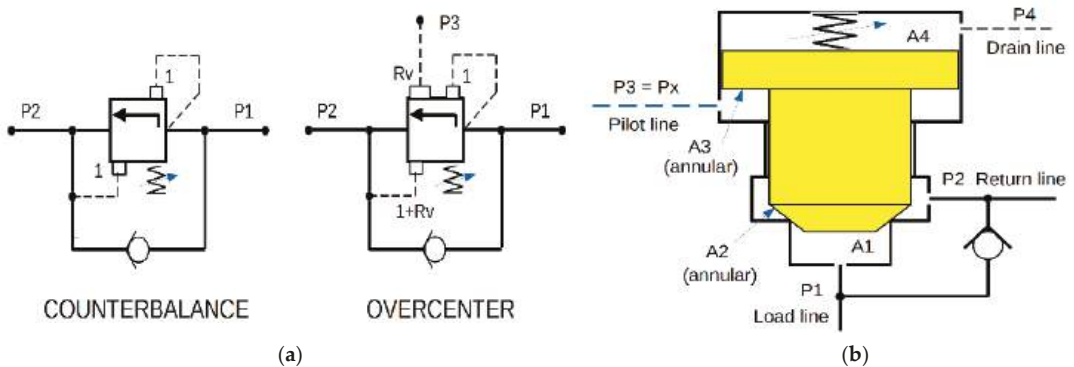 P2
1
1
P1
COUNTERBALANCE
P3
Rv
1
P2
P1
1+Rv
OVERCENTER
(a)
A4
P4
Drain line
P3 = Px
Pilot line
A3
(annular)
P2 Return line
A2
(annular)
A1
P1
Load line
(b)